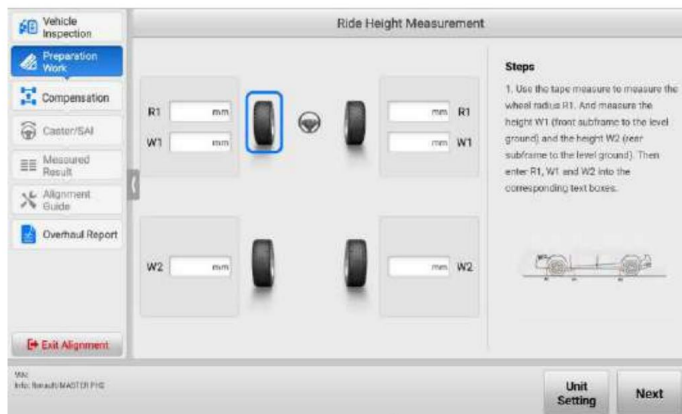 Ride Height Measurement
Vehicle
Inspection
Preparation
Work
Compensation
Caster/SAI
Measured
Result
Alignment
Guide
Overhaul Report
Exit Alignment
R1 mm
W1 mm
mm R1
mm W1
W2 mm
mm W2
Steps
1. Use the tape measure to measure the
wheel radius R1. And measure the
height W1 (front subframe to the level
ground) and the height W2 (rear
subframe to the level ground). Then
enter R1, W1 and W2 into the
corresponding text boxes.
Info: Renault/MASTER PH2
Unit
Setting
Next